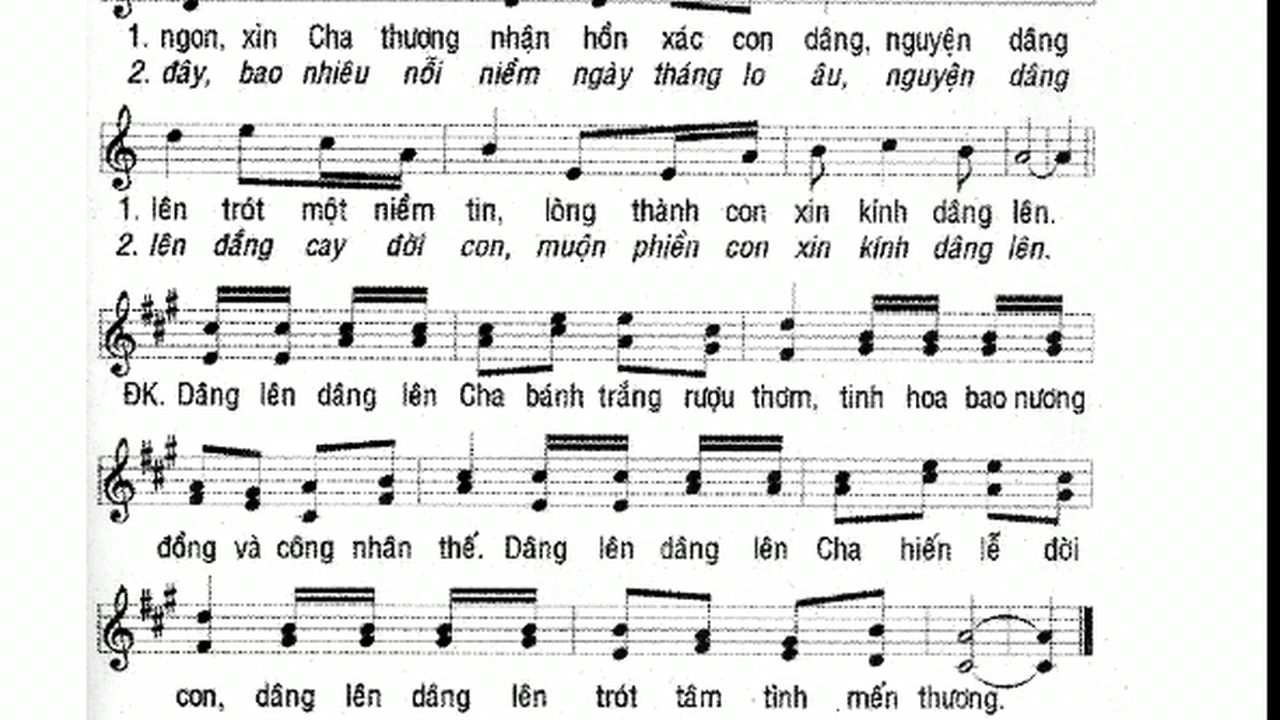 1. ngon, xin Cha thương nhận hồn xác con dâng, nguyện dâng
2. đây, bao nhiêu nỗi niềm ngày tháng lo âu, nguyện dâng
1. lên trót một niềm tin, lòng thành con xin kính dâng lên.
2. lên đắng cay đời con, muộn phiền con xin kính dâng lên.
ĐK. Dâng lên dâng lên Cha bánh trắng rượu thơm, tinh hoa bao nương
đồng và công nhân thế. Dâng lên dâng lên Cha hiến lễ đời
con, dâng lên dâng lên trót tâm tình mến thương.